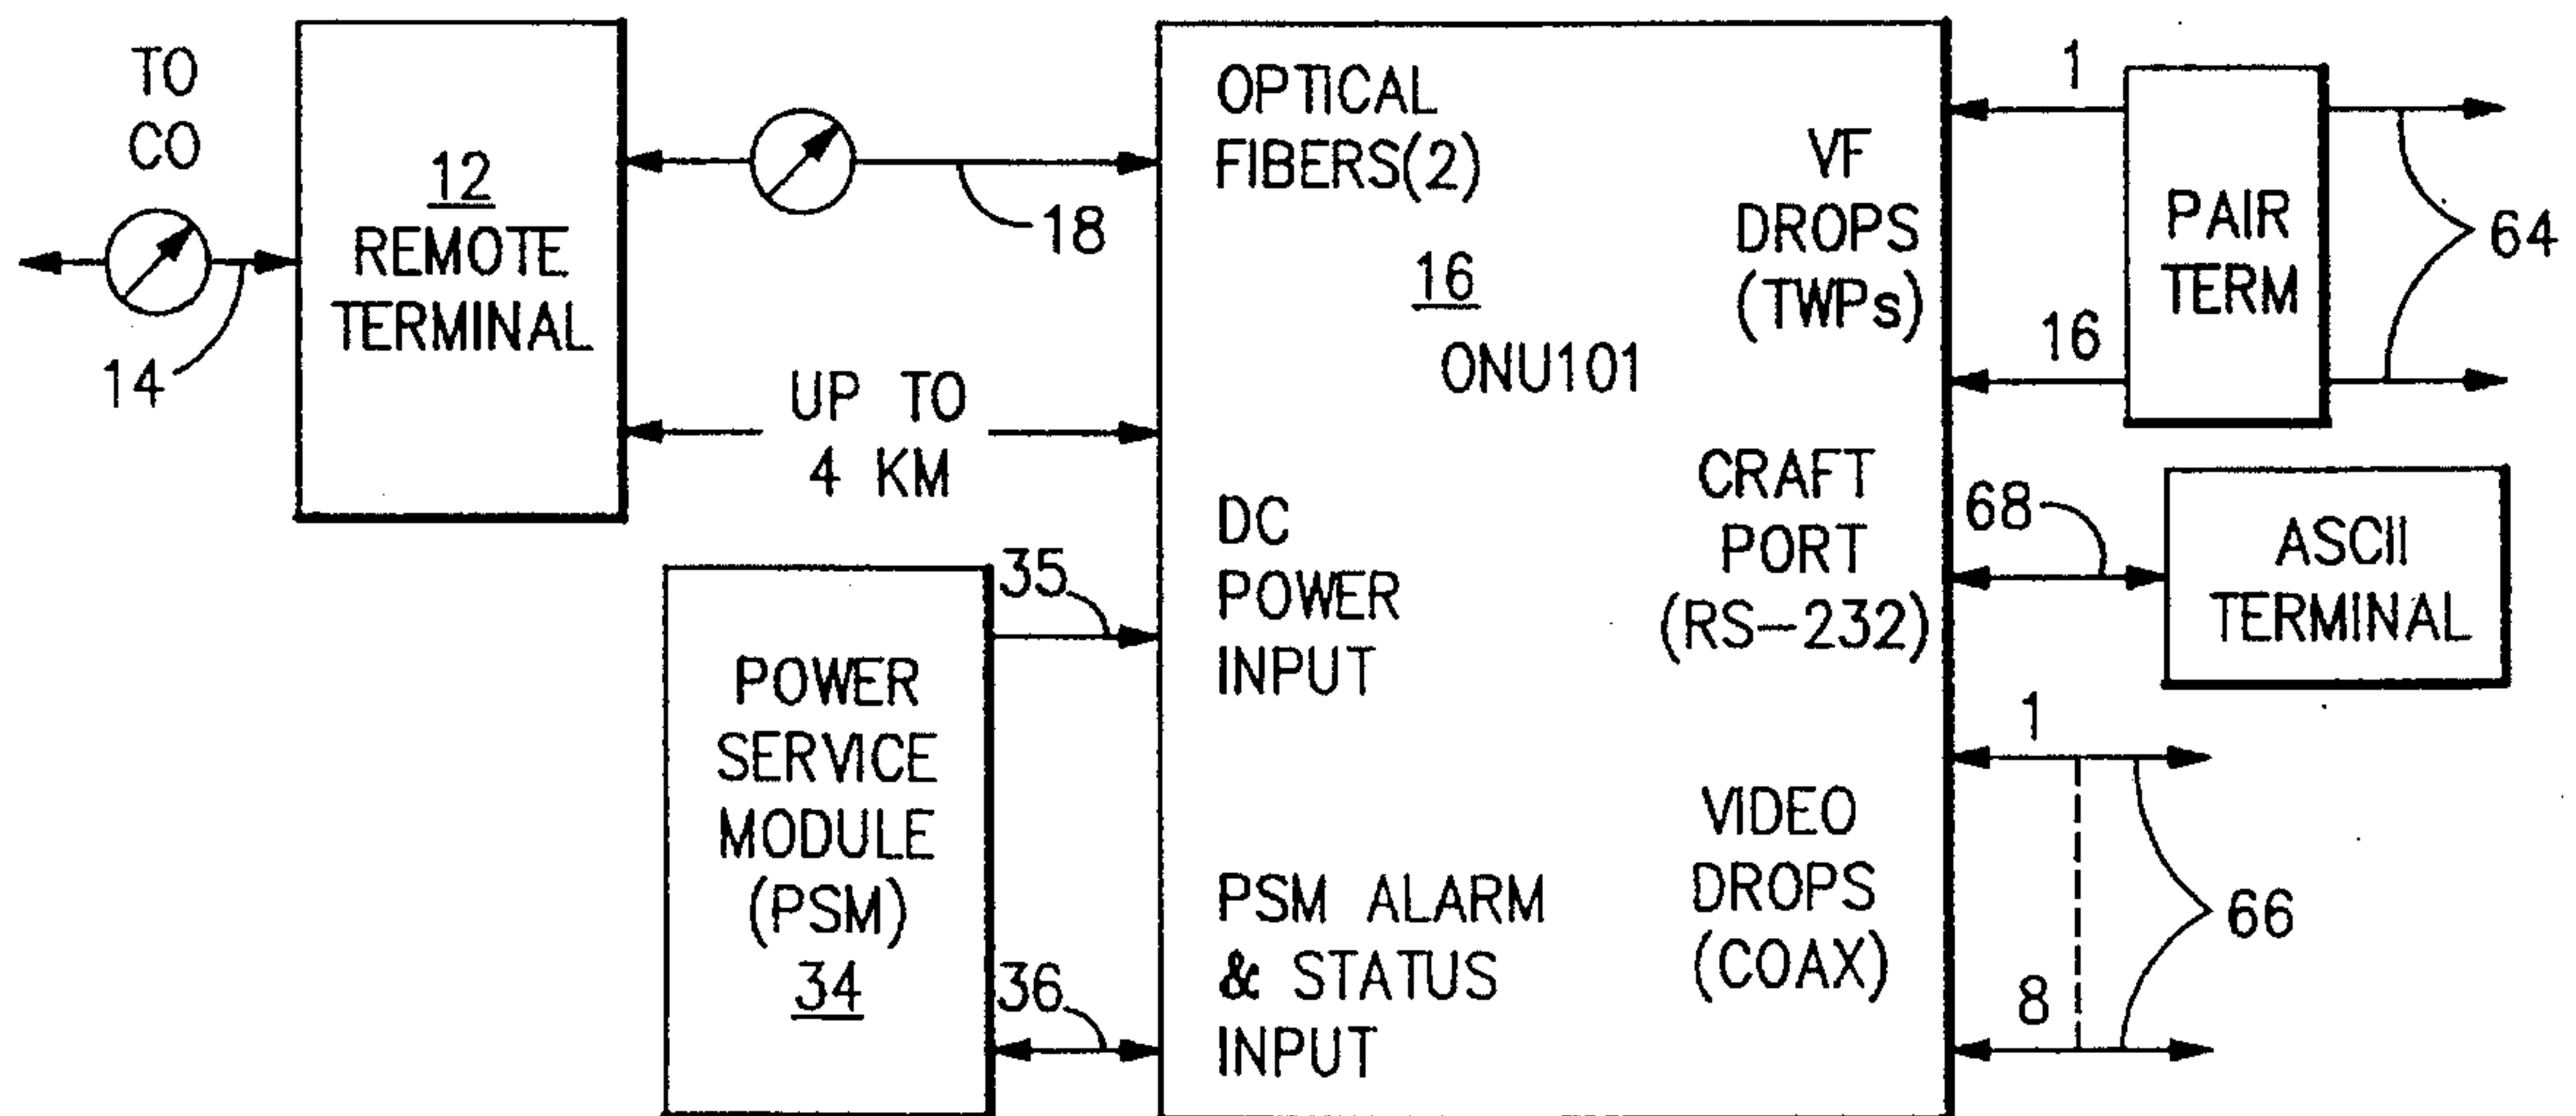 TO
CO
14
12
REMOTE
TERMINAL
18
UP TO
4 KM
POWER
SERVICE
MODULE
(PSM)
34
35
36
OPTICAL
FIBERS(2)
16
ONU101
DC
POWER
INPUT
PSM ALARM
& STATUS
INPUT
VF
DROPS
(TWPs)
CRAFT
PORT
(RS-232)
VIDEO
DROPS
(COAX)
1
16
PAIR
TERM
64
68
ASCII
TERMINAL
1
8
66